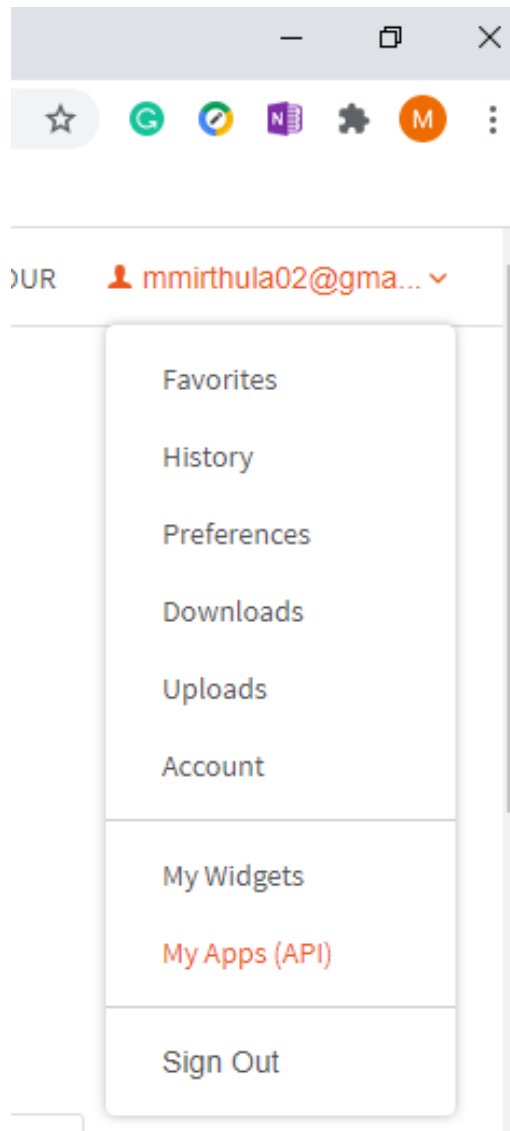 G N M
OUR mmirthula02@gma...
Favorites
History
Preferences
Downloads
Uploads
Account
My Widgets
My Apps (API)
Sign Out